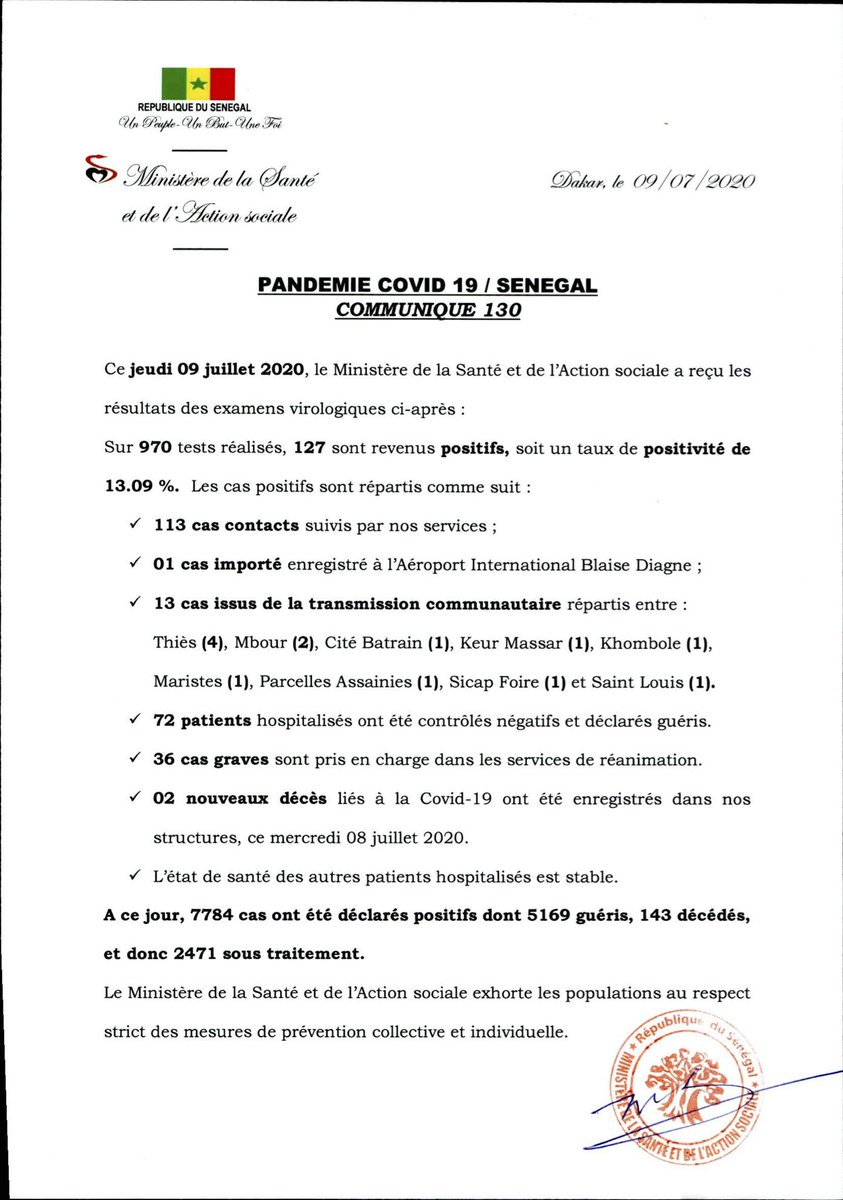 REPUBLIQUE DU SENEGAL
Un Peuple-Un But-Une Foi
Ministère de la Santé
et de l'Action sociale
Dakar, le 09/07/2020
PANDEMIE COVID 19 / SENEGAL
COMMUNIQUE 130
Ce jeudi 09 juillet 2020, le Ministère de la Santé et de l'Action sociale a reçu les
résultats des examens virologiques ci-après :
Sur 970 tests réalisés, 127 sont revenus positifs, soit un taux de positivité de
13.09 %. Les cas positifs sont répartis comme suit :
✓ 113 cas contacts suivis par nos services ;
✓ 01 cas importé enregistré à l'Aéroport International Blaise Diagne ;
✓ 13 cas issus de la transmission communautaire répartis entre :
Thiès (4), Mbour (2), Cité Batrain (1), Keur Massar (1), Khombole (1),
Maristes (1), Parcelles Assainies (1), Sicap Foire (1) et Saint Louis (1).
✓ 72 patients hospitalisés ont été contrôlés négatifs et déclarés guéris.
✓ 36 cas graves sont pris en charge dans les services de réanimation.
✓ 02 nouveaux décès liés à la Covid-19 ont été enregistrés dans nos
structures, ce mercredi 08 juillet 2020.
✓ L'état de santé des autres patients hospitalisés est stable.
A ce jour, 7784 cas ont été déclarés positifs dont 5169 guéris, 143 décédés,
et donc 2471 sous traitement.
Le Ministère de la Santé et de l'Action sociale exhorte les populations au respect
strict des mesures de prévention collective et individuelle.
République du Sénégal
MINISTÈRE DE LA SANTÉ ET DE L'ACTION SOCIALE